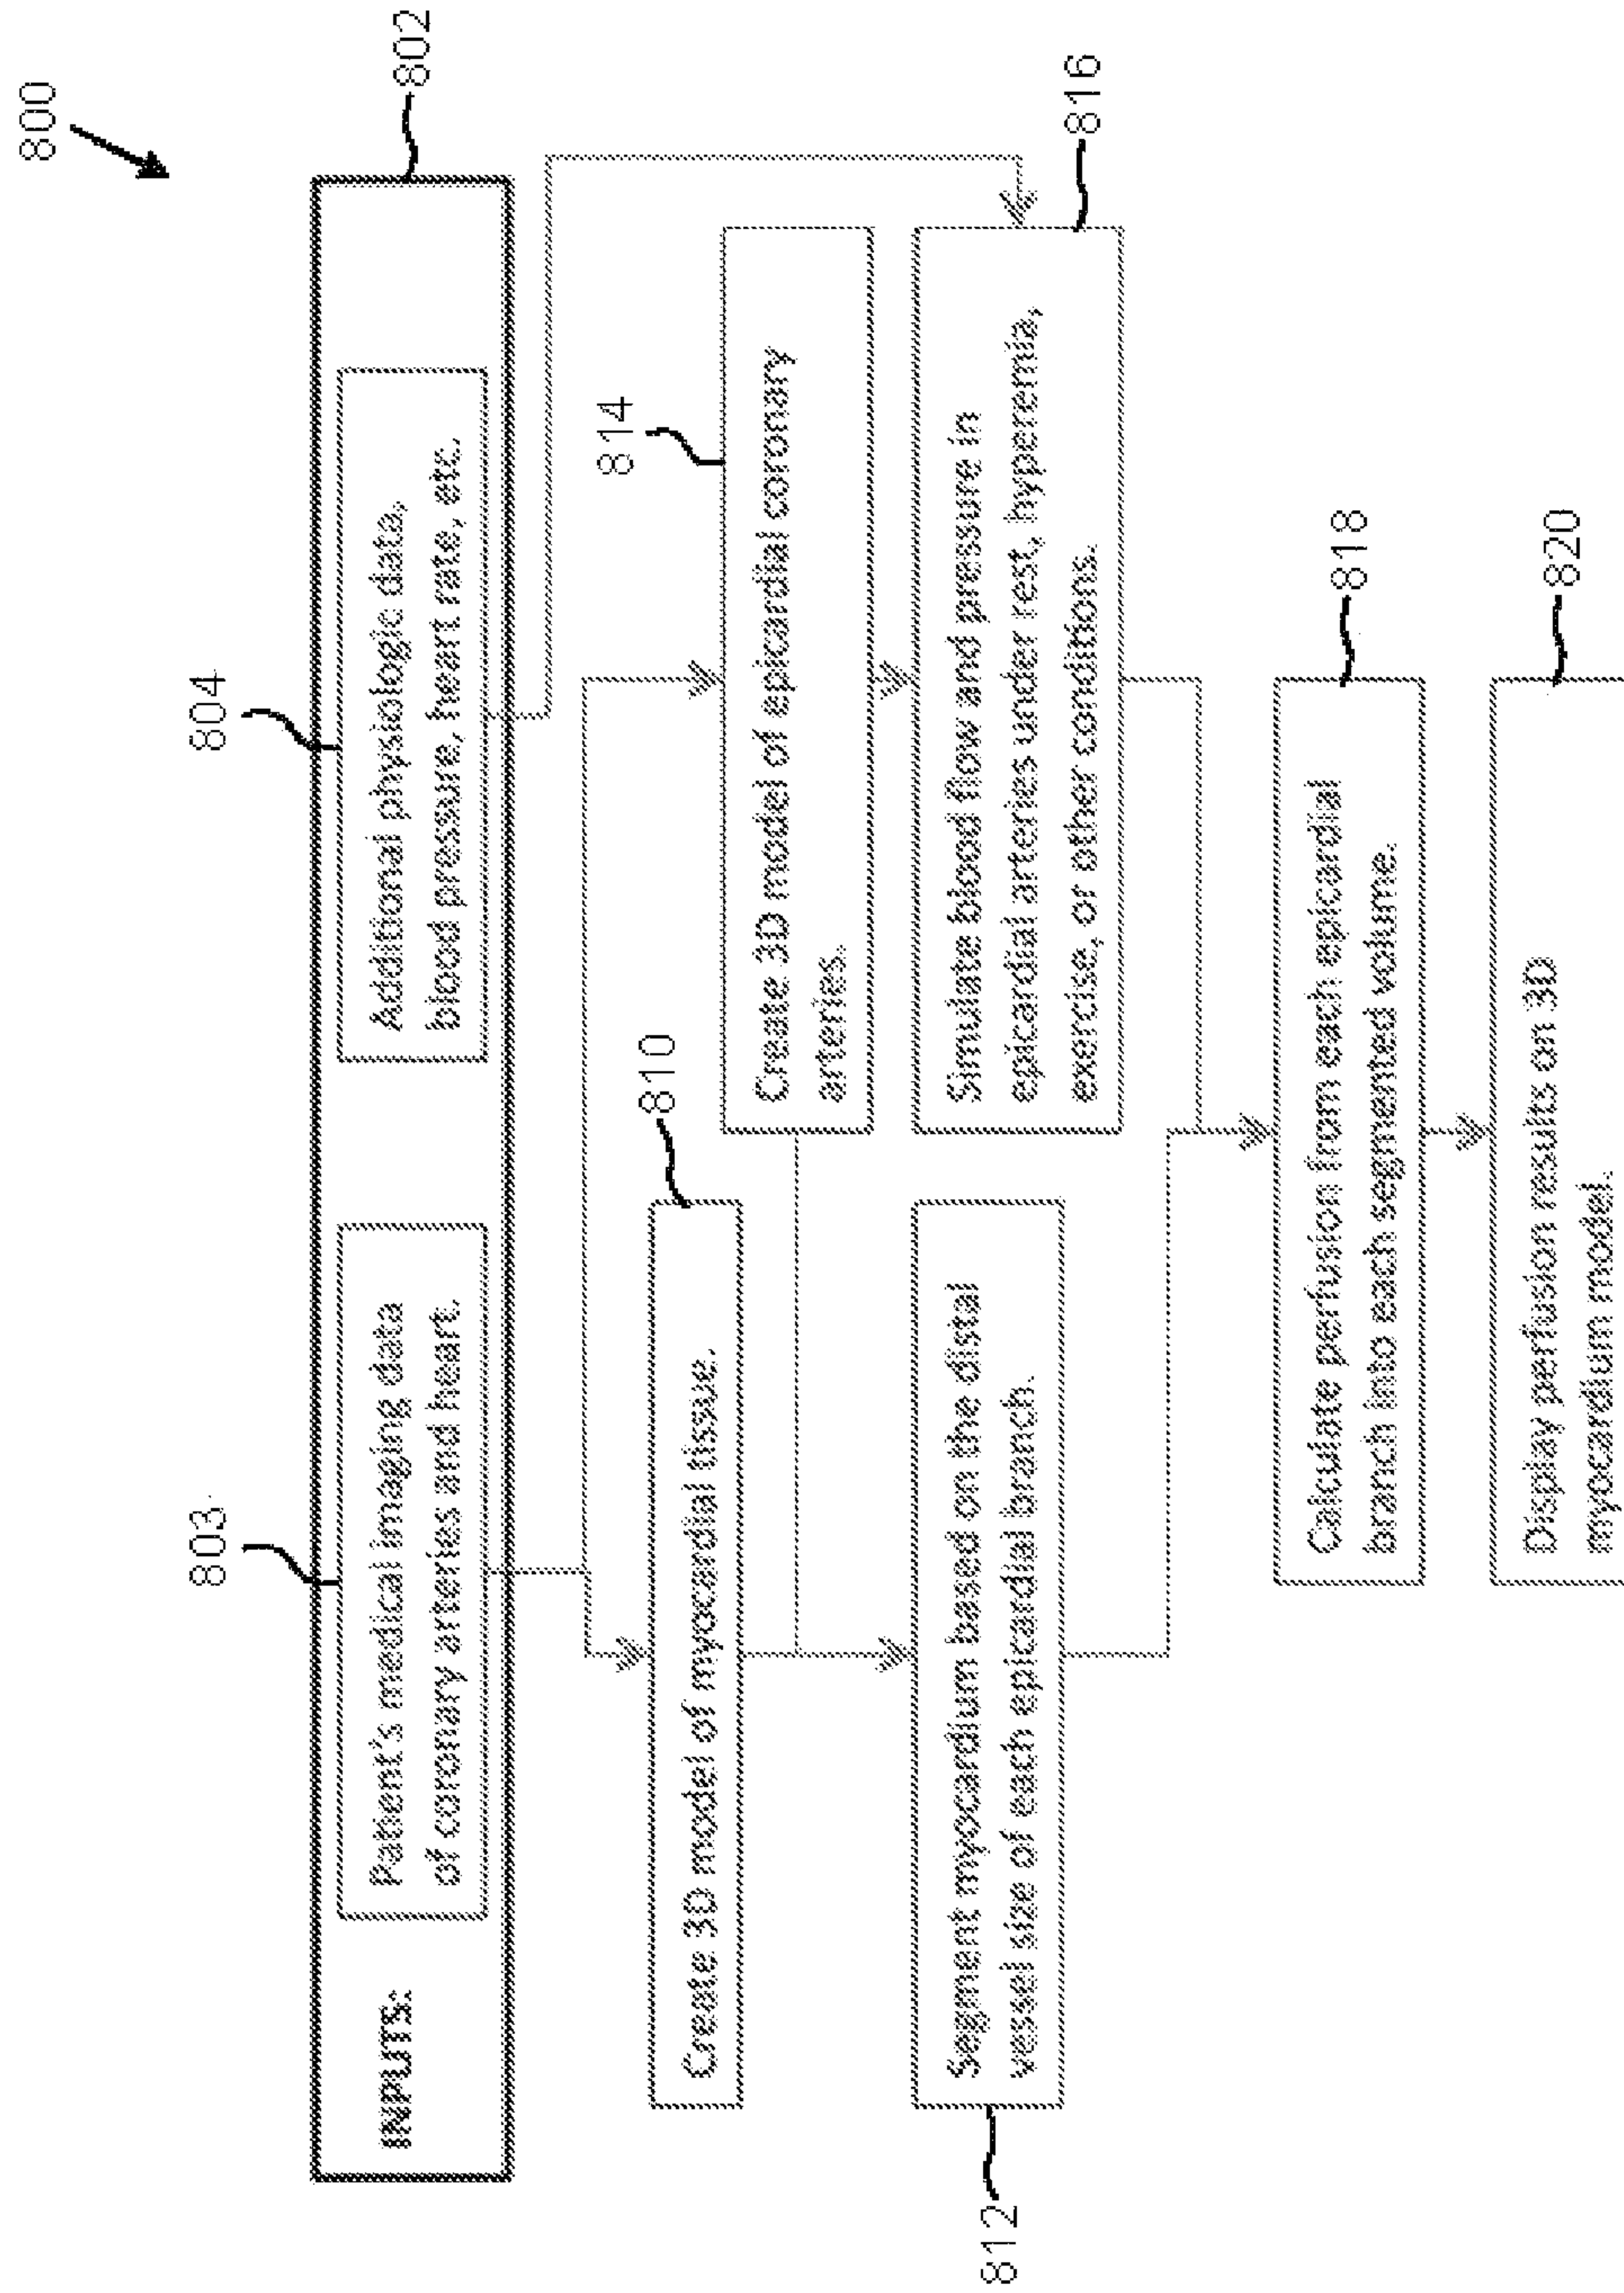 800
802
803
804
INPUTS:
Patient's medical imaging data
of coronary arteries and heart.
Additional physiologic data,
blood pressure, heart rate, etc.
810
Create 3D model of myocardial tissue.
814
Create 3D model of epicardial coronary
arteries.
812
Segment myocardium based on the distal
vessel size of each epicardial branch.
816
Simulate blood flow and pressure in
epicardial arteries under rest, hyperemia,
exercise, or other conditions.
818
Calculate perfusion from each epicardial
branch into each segmented volume.
820
Display perfusion results on 3D
myocardium model.